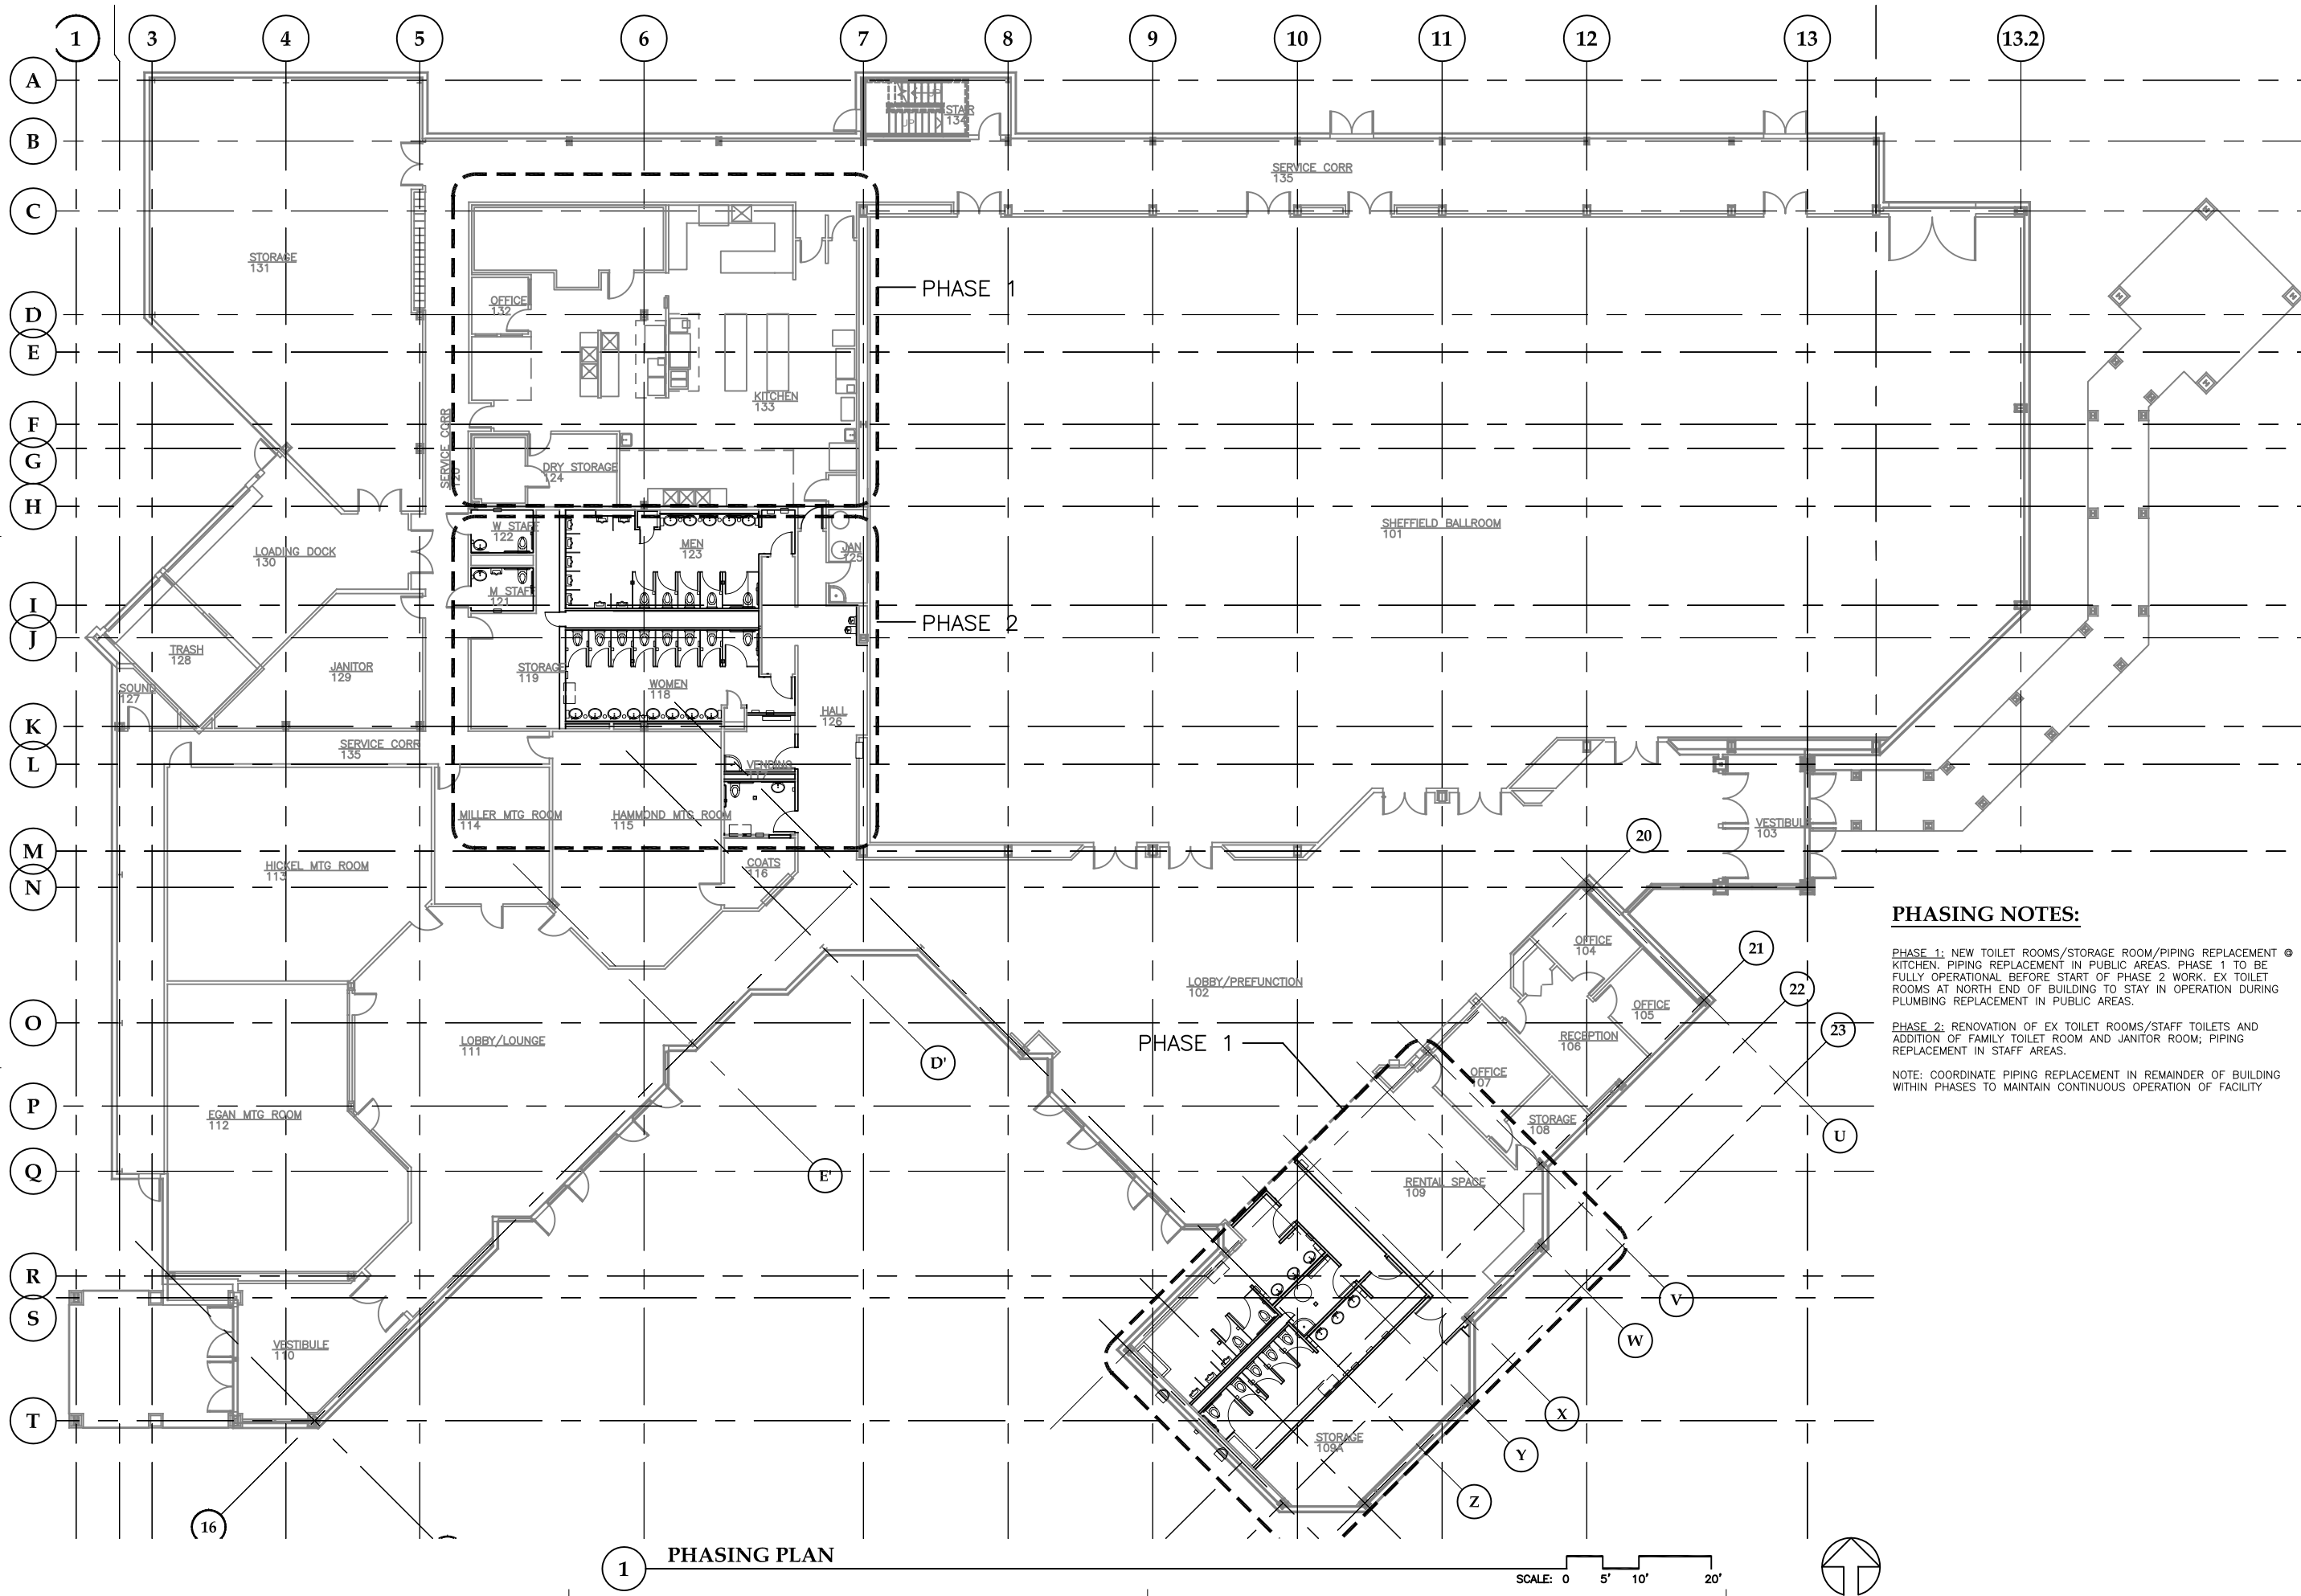 1 3 4 5 6 7 8 9 10 11 12 13 13.2
A
STAIR
134
B
SERVICE CORR
135
C
STORAGE
131
PHASE 1
OFFICE
132
D
E
KITCHEN
133
F
SERVICE CORR
120
G
DRY STORAGE
124
H
W STAFF
122
MEN
123
JAN
125
SHEFFIELD BALLROOM
101
LOADING DOCK
130
M STAFF
121
I
PHASE 2
J
TRASH
128
JANITOR
129
STORAGE
119
WOMEN
118
SOUND
127
HALL
126
K
SERVICE CORR
135
L
VENDING
117
MILLER MTG ROOM
114
HAMMOND MTG ROOM
115
VESTIBULE
103
20
M
HICKEL MTG ROOM
113
COATS
116
N
PHASING NOTES:
PHASE 1: NEW TOILET ROOMS/STORAGE ROOM/PIPING REPLACEMENT @
KITCHEN. PIPING REPLACEMENT IN PUBLIC AREAS. PHASE 1 TO BE
FULLY OPERATIONAL BEFORE START OF PHASE 2 WORK. EX TOILET
ROOMS AT NORTH END OF BUILDING TO STAY IN OPERATION DURING
PLUMBING REPLACEMENT IN PUBLIC AREAS.
PHASE 2: RENOVATION OF EX TOILET ROOMS/STAFF TOILETS AND
ADDITION OF FAMILY TOILET ROOM AND JANITOR ROOM; PIPING
REPLACEMENT IN STAFF AREAS.
NOTE: COORDINATE PIPING REPLACEMENT IN REMAINDER OF BUILDING
WITHIN PHASES TO MAINTAIN CONTINUOUS OPERATION OF FACILITY
OFFICE
104
21
LOBBY/PREFUNCTION
102
22
OFFICE
105
O
23
LOBBY/LOUNGE
111
PHASE 1
RECEPTION
106
D'
OFFICE
107
P
EGAN MTG ROOM
112
STORAGE
108
U
Q
E'
RENTAL SPACE
109
R
V
S
W
VESTIBULE
110
T
X
STORAGE
109A
Y
Z
16
1
PHASING PLAN
SCALE: 0 5' 10' 20'